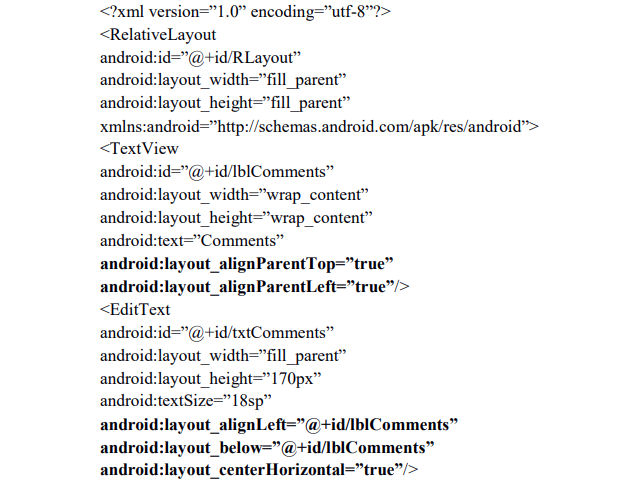 <?xml version=”1.0” encoding=”utf-8”?>
<RelativeLayout
android:id=”@+id/RLayout”
android:layout_width=”fill_parent”
android:layout_height=”fill_parent”
xmlns:android=”http://schemas.android.com/apk/res/android”>
<TextView
android:id=”@+id/lblComments”
android:layout_width=”wrap_content”
android:layout_height=”wrap_content”
android:text=”Comments”
android:layout_alignParentTop=”true”
android:layout_alignParentLeft=”true”/>
<EditText
android:id=”@+id/txtComments”
android:layout_width=”fill_parent”
android:layout_height=”170px”
android:textSize=”18sp”
android:layout_alignLeft=”@+id/lblComments”
android:layout_below=”@+id/lblComments”
android:layout_centerHorizontal=”true”/>